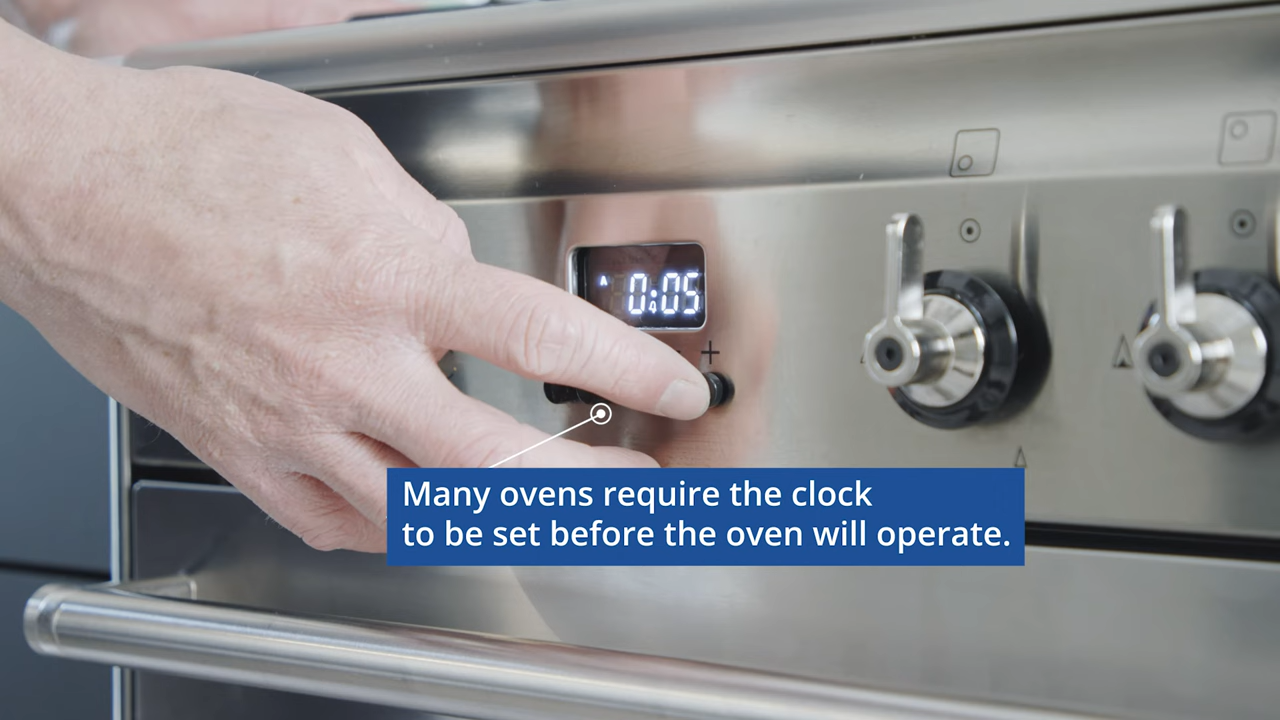 A
0:05
- +
Many ovens require the clock
to be set before the oven will operate.